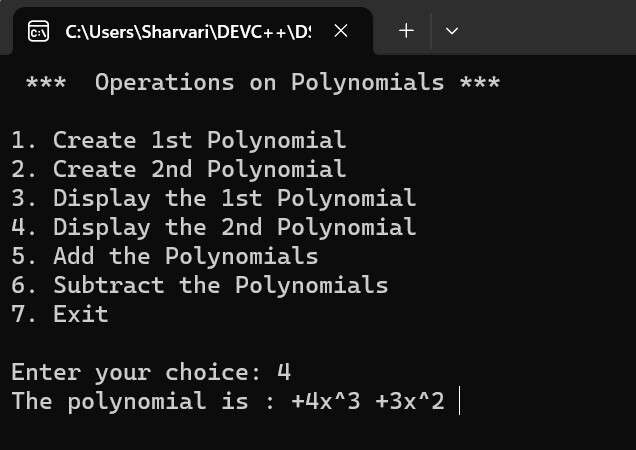 C:\Users\Sharvari\DEVC++\DS
***  Operations on Polynomials ***
1. Create 1st Polynomial
2. Create 2nd Polynomial
3. Display the 1st Polynomial
4. Display the 2nd Polynomial
5. Add the Polynomials
6. Subtract the Polynomials
7. Exit
Enter your choice: 4
The polynomial is : +4x^3 +3x^2